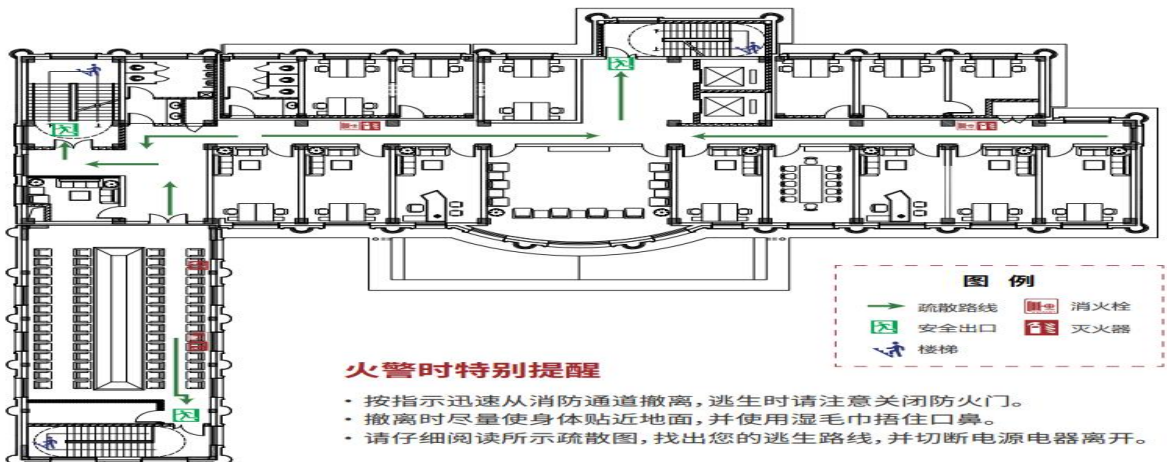 图 例
疏散路线
消火栓
安全出口
灭火器
楼梯
火警时特别提醒
· 按指示迅速从消防通道撤离,逃生时请注意关闭防火门。
· 撤离时尽量使身体贴近地面,并使用湿毛巾捂住口鼻。
· 请仔细阅读所示疏散图,找出您的逃生路线,并切断电源电器离开。